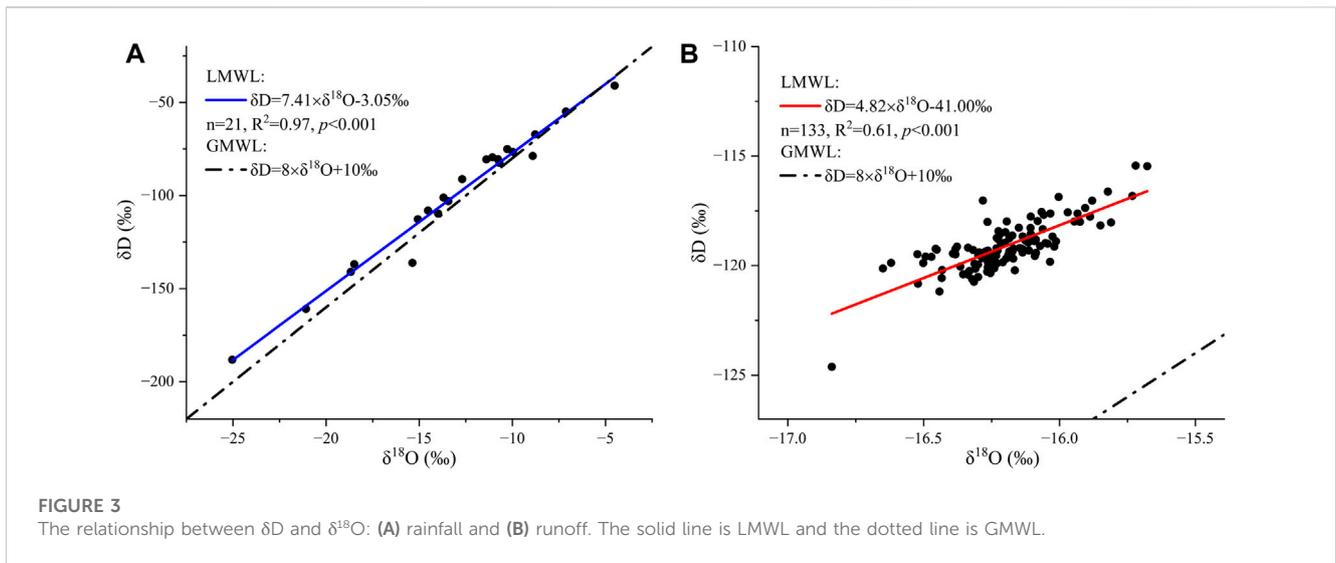 A
LMWL:
δD=7.41×δ¹⁸O-3.05‰
n=21, R²=0.97, p<0.001
GMWL:
δD=8×δ¹⁸O+10‰
δD (‰)
−50
−100
−150
−200
−25 −20 −15 −10 −5
δ¹⁸O (‰)
B
LMWL:
δD=4.82×δ¹⁸O-41.00‰
n=133, R²=0.61, p<0.001
GMWL:
δD=8×δ¹⁸O+10‰
δD (‰)
−110
−115
−120
−125
−17.0 −16.5 −16.0 −15.5
δ¹⁸O (‰)
FIGURE 3
The relationship between δD and δ¹⁸O: (A) rainfall and (B) runoff. The solid line is LMWL and the dotted line is GMWL.